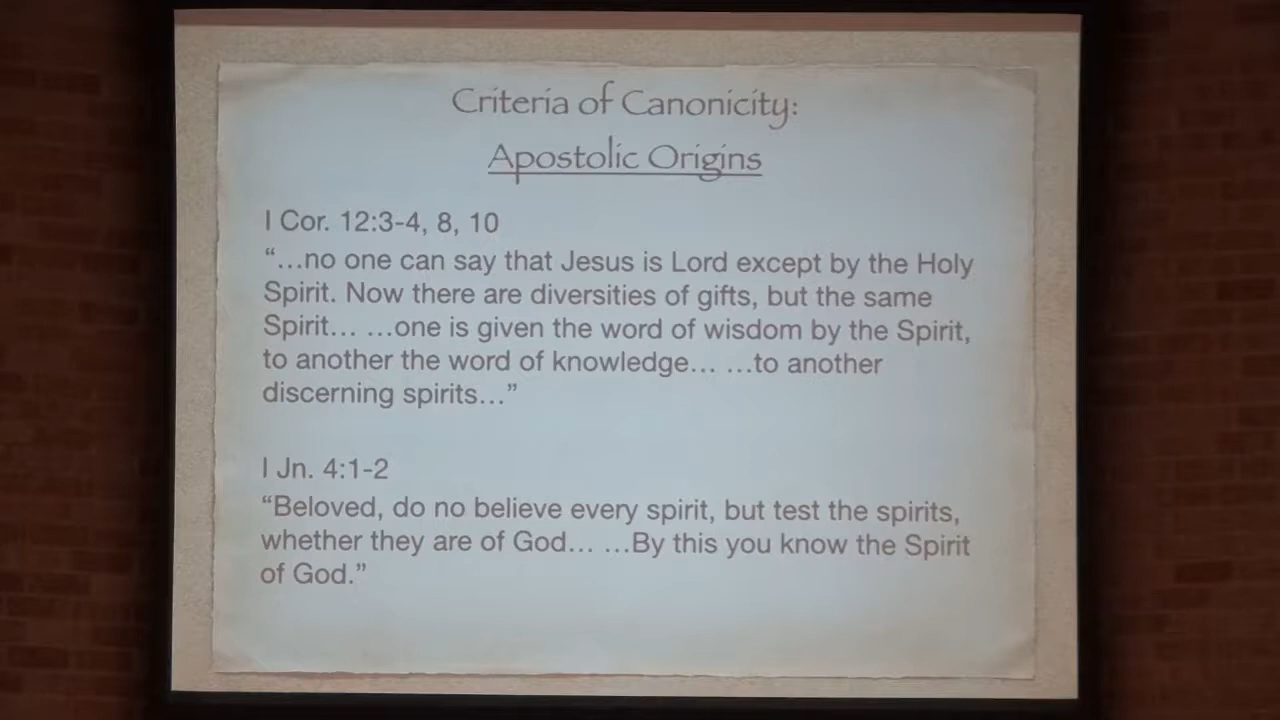 Criteria of Canonicity:
Apostolic Origins
I Cor. 12:3-4, 8, 10
“…no one can say that Jesus is Lord except by the Holy
Spirit. Now there are diversities of gifts, but the same
Spirit… …one is given the word of wisdom by the Spirit,
to another the word of knowledge… …to another
discerning spirits…”
I Jn. 4:1-2
“Beloved, do no believe every spirit, but test the spirits,
whether they are of God… …By this you know the Spirit
of God.”